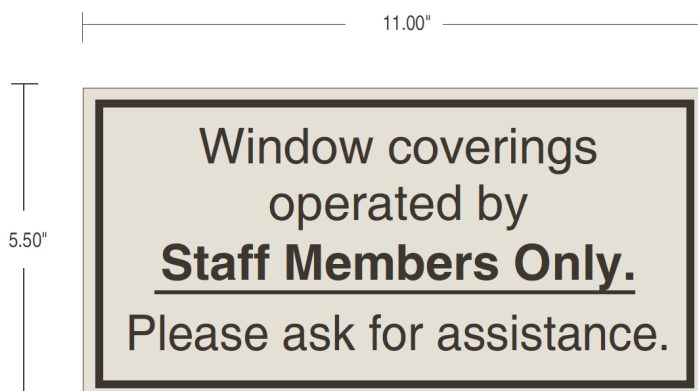 11.00"
5.50"
Window coverings
operated by
Staff Members Only.
Please ask for assistance.